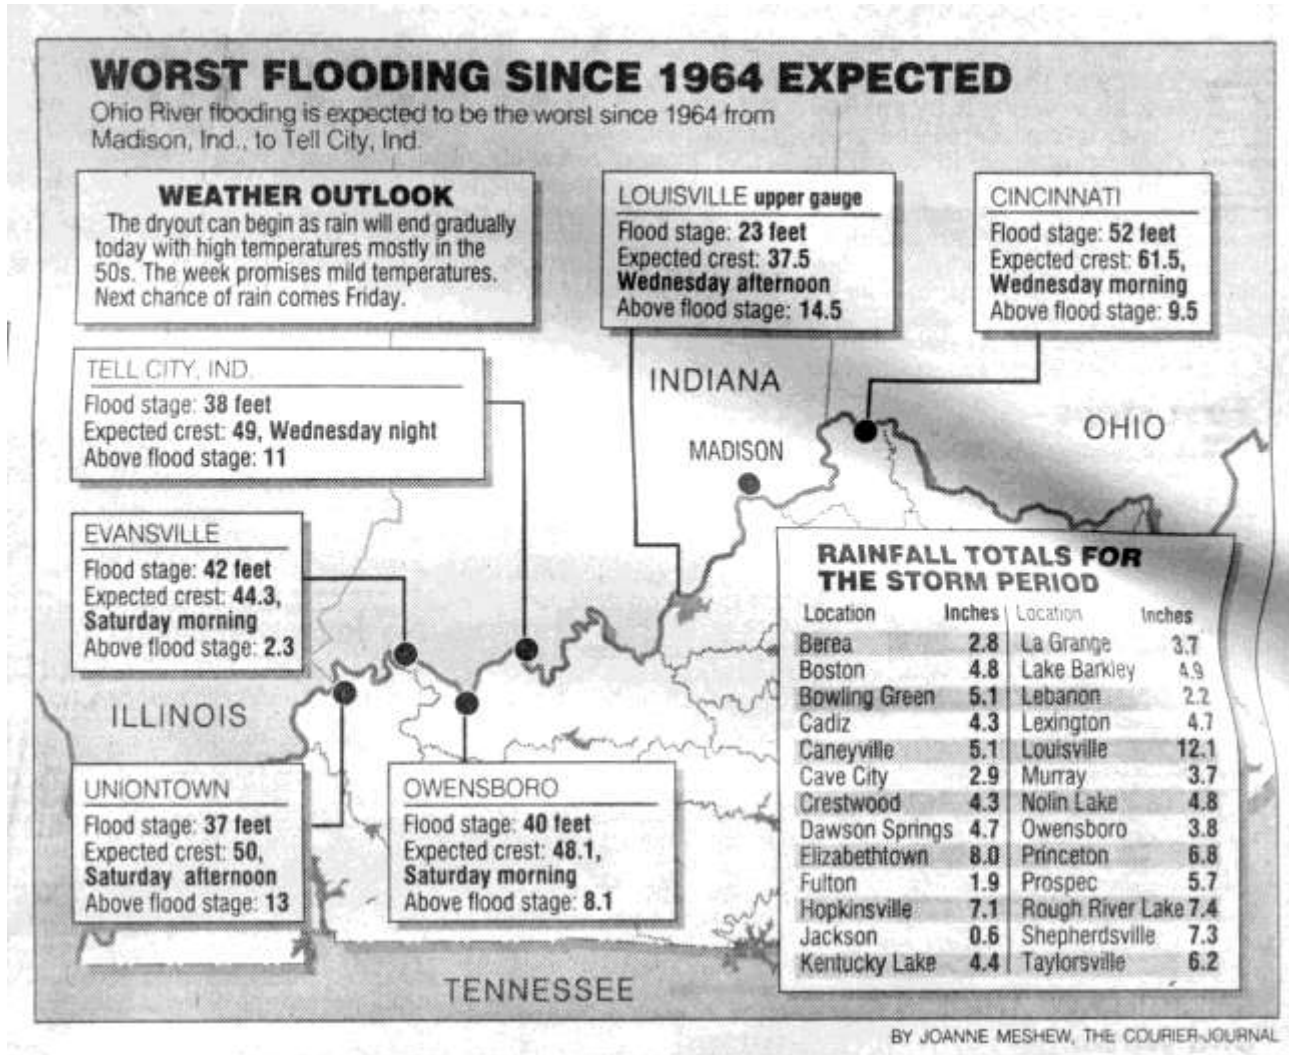 WORST FLOODING SINCE 1964 EXPECTED
Ohio River flooding is expected to be the worst since 1964 from
Madison, Ind., to Tell City, Ind.
WEATHER OUTLOOK
The dryout can begin as rain will end gradually
today with high temperatures mostly in the
50s. The week promises mild temperatures.
Next chance of rain comes Friday.
LOUISVILLE upper gauge
Flood stage: 23 feet
Expected crest: 37.5
Wednesday afternoon
Above flood stage: 14.5
CINCINNATI
Flood stage: 52 feet
Expected crest: 61.5,
Wednesday morning
Above flood stage: 9.5
TELL CITY, IND.
Flood stage: 38 feet
Expected crest: 49, Wednesday night
Above flood stage: 11
INDIANA
OHIO
MADISON
EVANSVILLE
Flood stage: 42 feet
Expected crest: 44.3,
Saturday morning
Above flood stage: 2.3
ILLINOIS
UNIONTOWN
Flood stage: 37 feet
Expected crest: 50,
Saturday afternoon
Above flood stage: 13
OWENSBORO
Flood stage: 40 feet
Expected crest: 48.1,
Saturday morning
Above flood stage: 8.1
TENNESSEE
RAINFALL TOTALS FOR
THE STORM PERIOD
Location Inches Location Inches
Berea 2.8 La Grange 3.7
Boston 4.8 Lake Barkley 4.9
Bowling Green 5.1 Lebanon 2.2
Cadiz 4.3 Lexington 4.7
Caneyville 5.1 Louisville 12.1
Cave City 2.9 Murray 3.7
Crestwood 4.3 Nolin Lake 4.8
Dawson Springs 4.7 Owensboro 3.8
Elizabethtown 8.0 Princeton 6.8
Fulton 1.9 Prospec 5.7
Hopkinsville 7.1 Rough River Lake 7.4
Jackson 0.6 Shepherdsville 7.3
Kentucky Lake 4.4 Taylorsville 6.2
BY JOANNE MESHEW, THE COURIER-JOURNAL